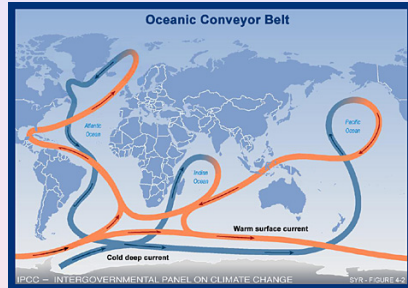 Oceanic Conveyor Belt
Atlantic
Ocean
Pacific
Ocean
Indian
Ocean
Warm surface current
Cold deep current
IPCC – INTERGOVERNMENTAL PANEL ON CLIMATE CHANGE
SYR - FIGURE 4-2